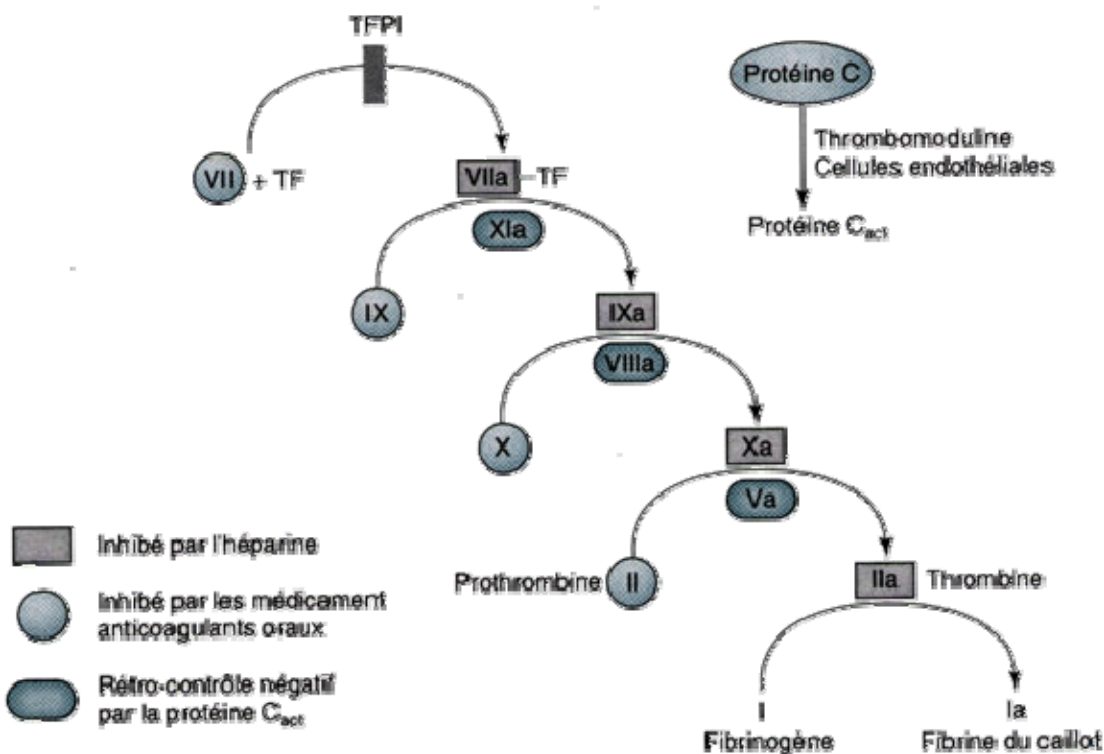 TFPI
Protéine C
Thrombomoduline
Cellules endothéliales
Protéine Cact
VII + TF
VIIa – TF
XIa
IX
IXa
VIIIa
X
Xa
Va
Prothrombine II
IIa Thrombine
I
Fibrinogène
Ia
Fibrine du caillot
Inhibé par l'héparine
Inhibé par les médicament
anticoagulants oraux
Rétro-contrôle négatif
par la protéine Cact